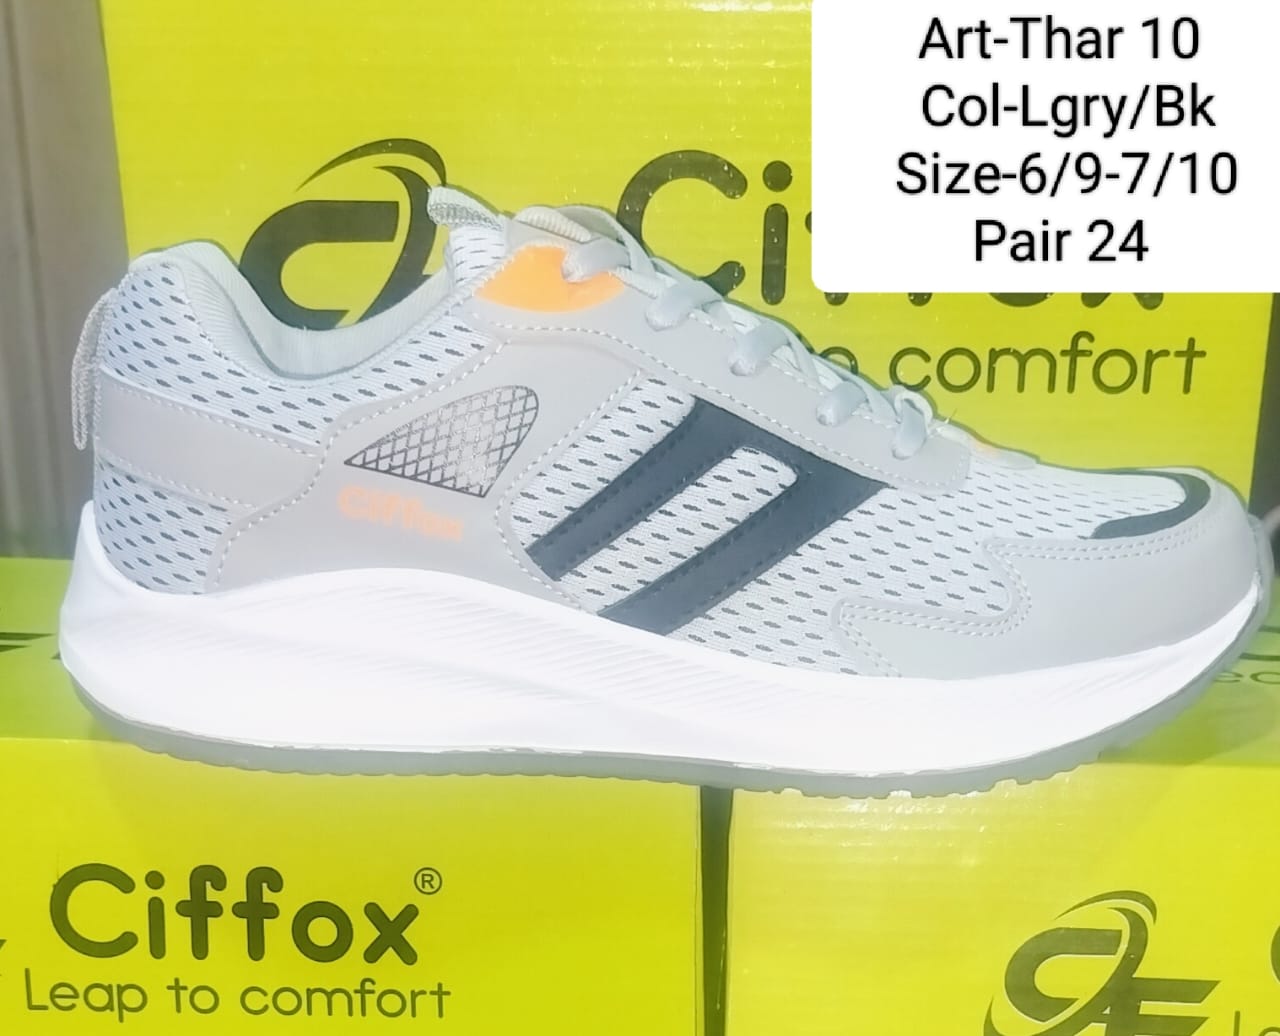 Art-Thar 10
Col-Lgry/Bk
Size-6/9-7/10
Pair 24
comfort
Ciffox
Ciffox®
Leap to comfort